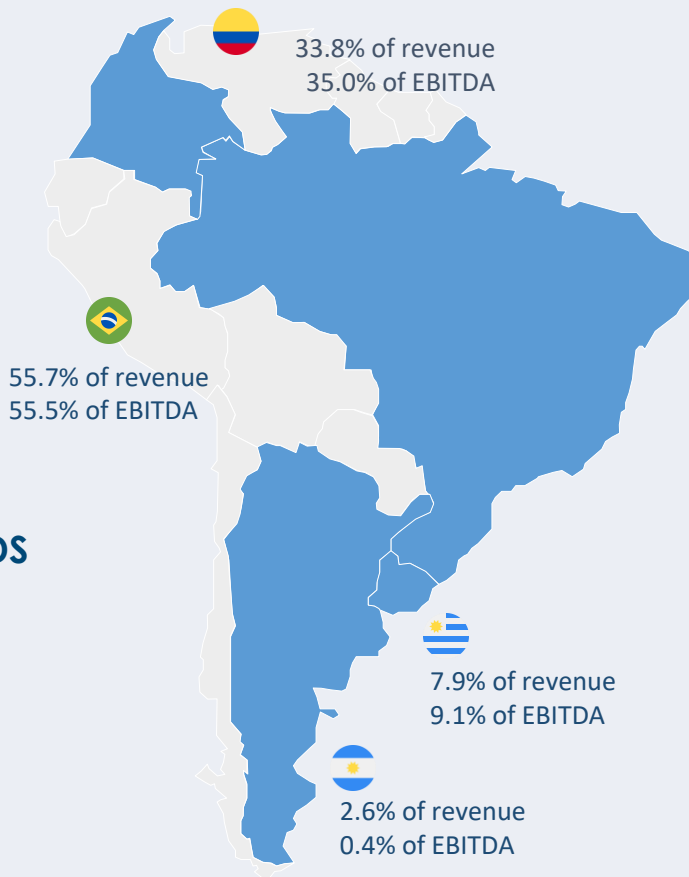 33.8% of revenue
35.0% of EBITDA
55.7% of revenue
55.5% of EBITDA
7.9% of revenue
9.1% of EBITDA
2.6% of revenue
0.4% of EBITDA